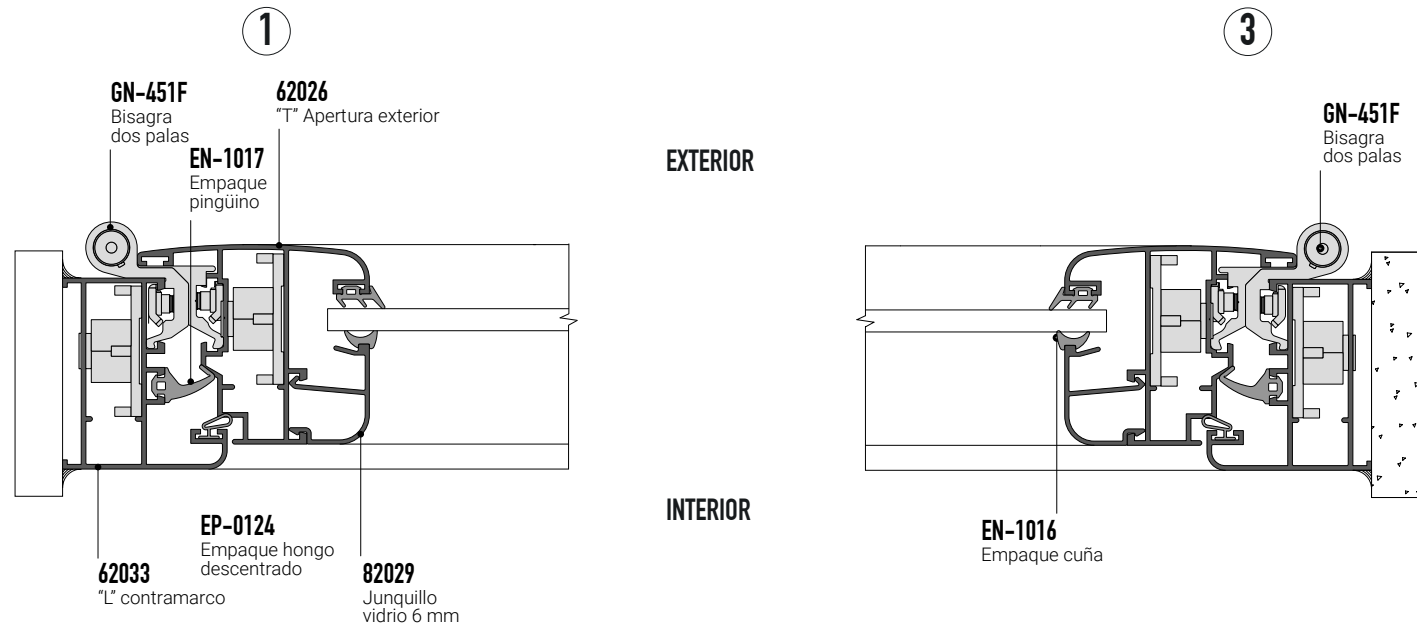 1
3
GN-451F
Bisagra
dos palas
62026
"T" Apertura exterior
GN-451F
Bisagra
dos palas
EN-1017
Empaque
pingüino
EXTERIOR
INTERIOR
EP-0124
Empaque hongo
descentrado
EN-1016
Empaque cuña
62033
"L" contramarco
82029
Junquillo
vidrio 6 mm